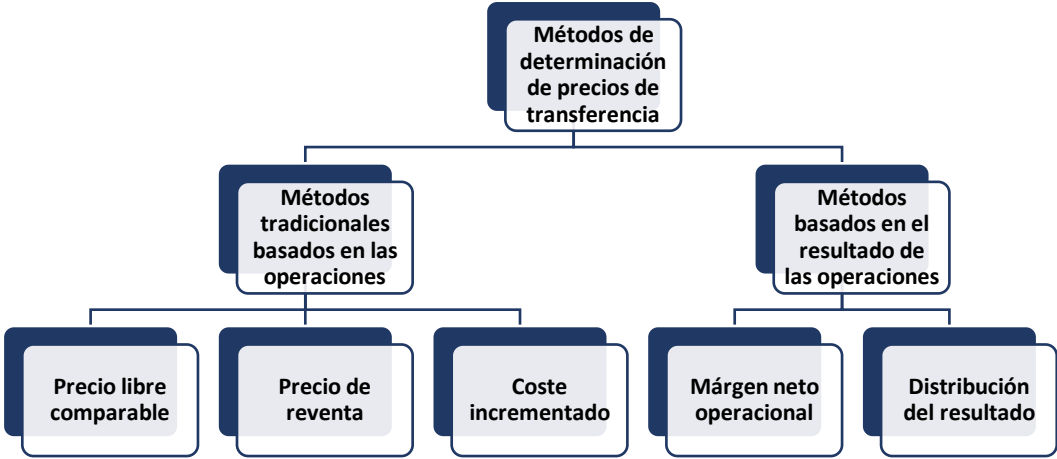 Métodos de
determinación
de precios de
transferencia
Métodos
tradicionales
basados en las
operaciones
Métodos
basados en el
resultado de
las operaciones
Precio libre
comparable
Precio de
reventa
Coste
incrementado
Márgen neto
operacional
Distribución
del resultado